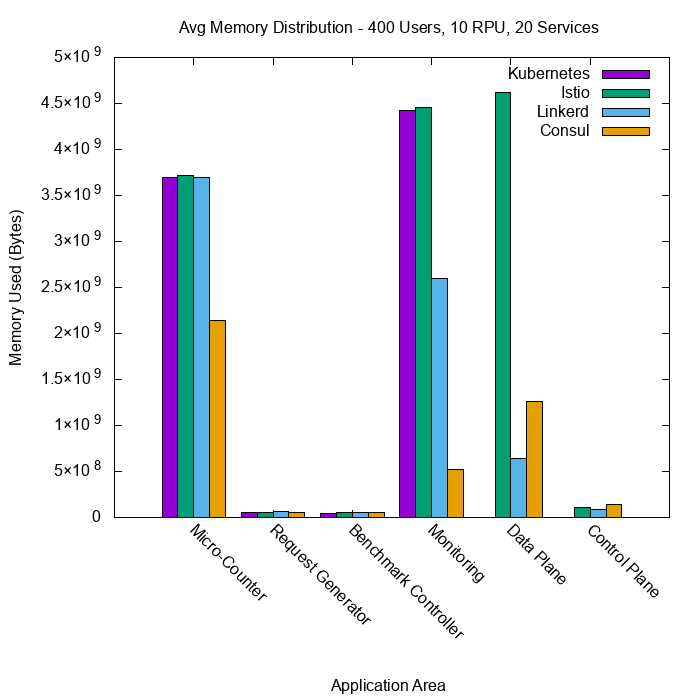 Avg Memory Distribution - 400 Users, 10 RPU, 20 Services
Kubernetes
Istio
Linkerd
Consul
5×10⁹
4.5×10⁹
4×10⁹
3.5×10⁹
3×10⁹
2.5×10⁹
2×10⁹
1.5×10⁹
1×10⁹
5×10⁸
0
Memory Used (Bytes)
Micro-Counter
Request Generator
Benchmark Controller
Monitoring
Data Plane
Control Plane
Application Area